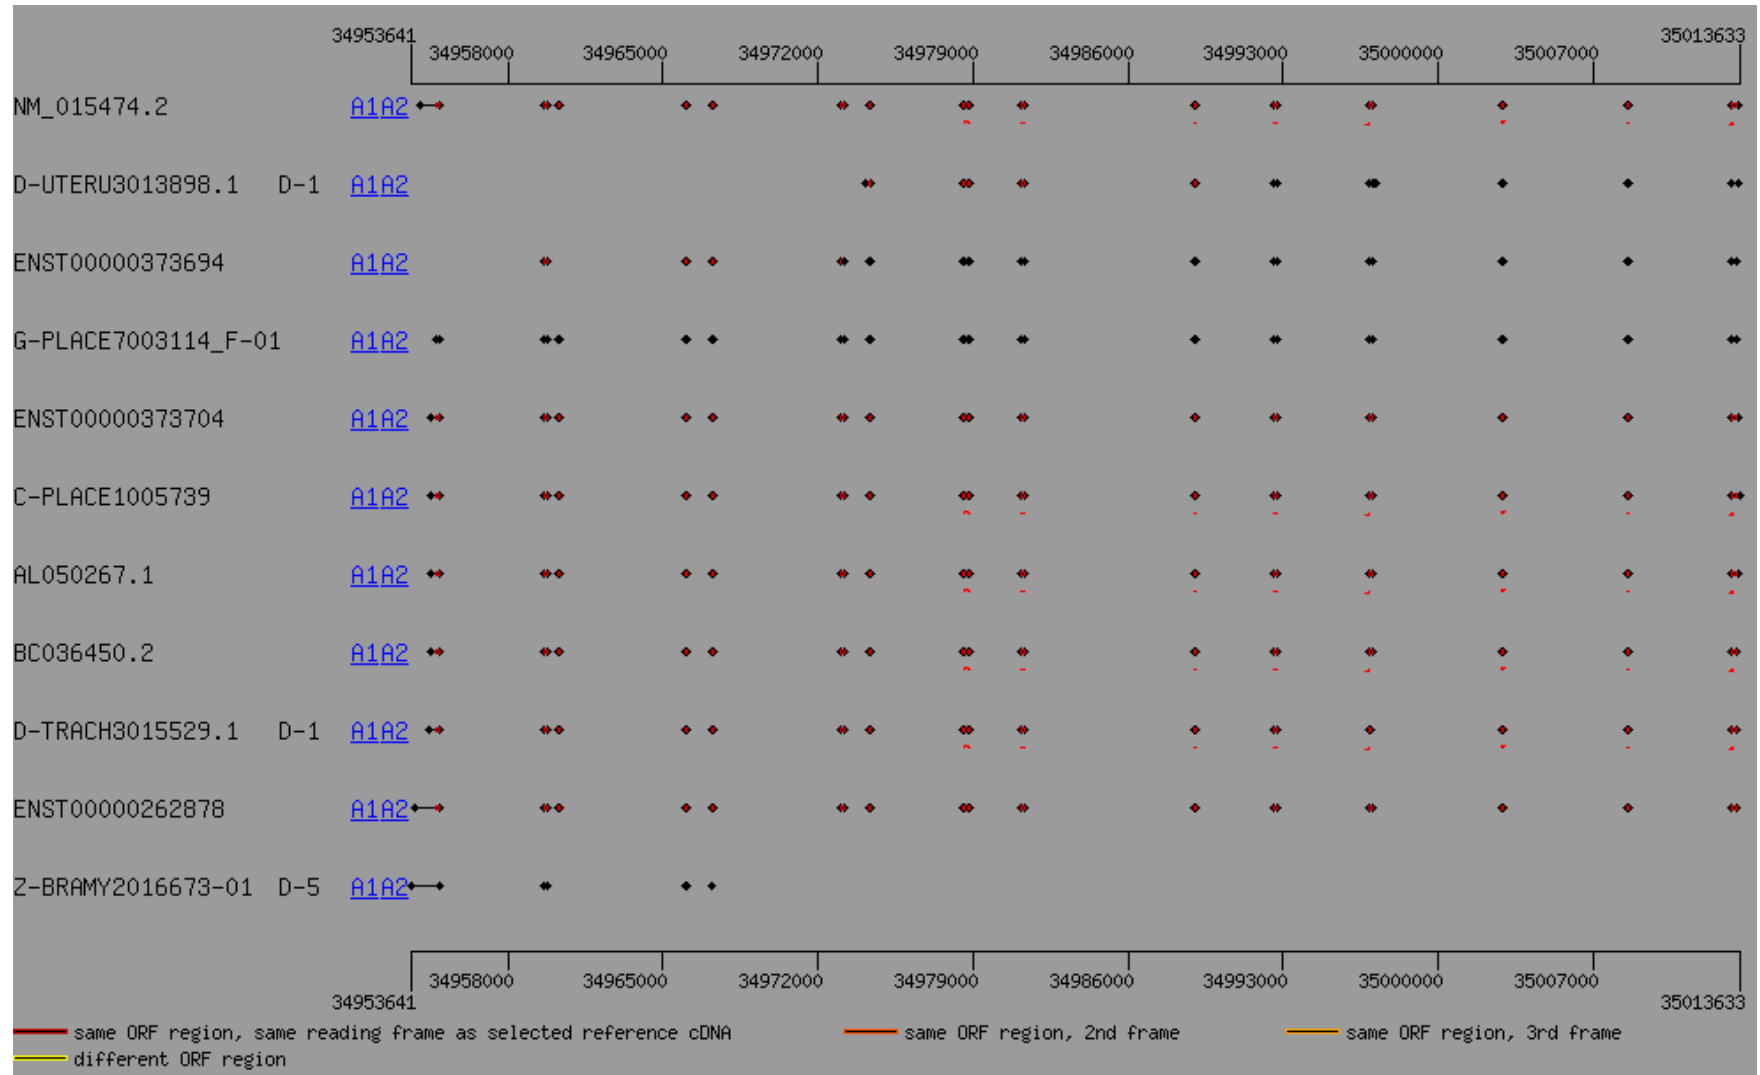 34953641 35013633
34958000 34965000 34972000 34979000 34986000 34993000 35000000 35007000
NM_015474.2 A1A2
D-UTERU3013898.1 D-1 A1A2
ENST00000373694 A1A2
G-PLACE7003114_F-01 A1A2
ENST00000373704 A1A2
C-PLACE1005739 A1A2
AL050267.1 A1A2
BC036450.2 A1A2
D-TRACH3015529.1 D-1 A1A2
ENST00000262878 A1A2
Z-BRAMY2016673-01 D-5 A1A2
34958000 34965000 34972000 34979000 34986000 34993000 35000000 35007000
34953641 35013633
same ORF region, same reading frame as selected reference cDNA same ORF region, 2nd frame same ORF region, 3rd frame
different ORF region